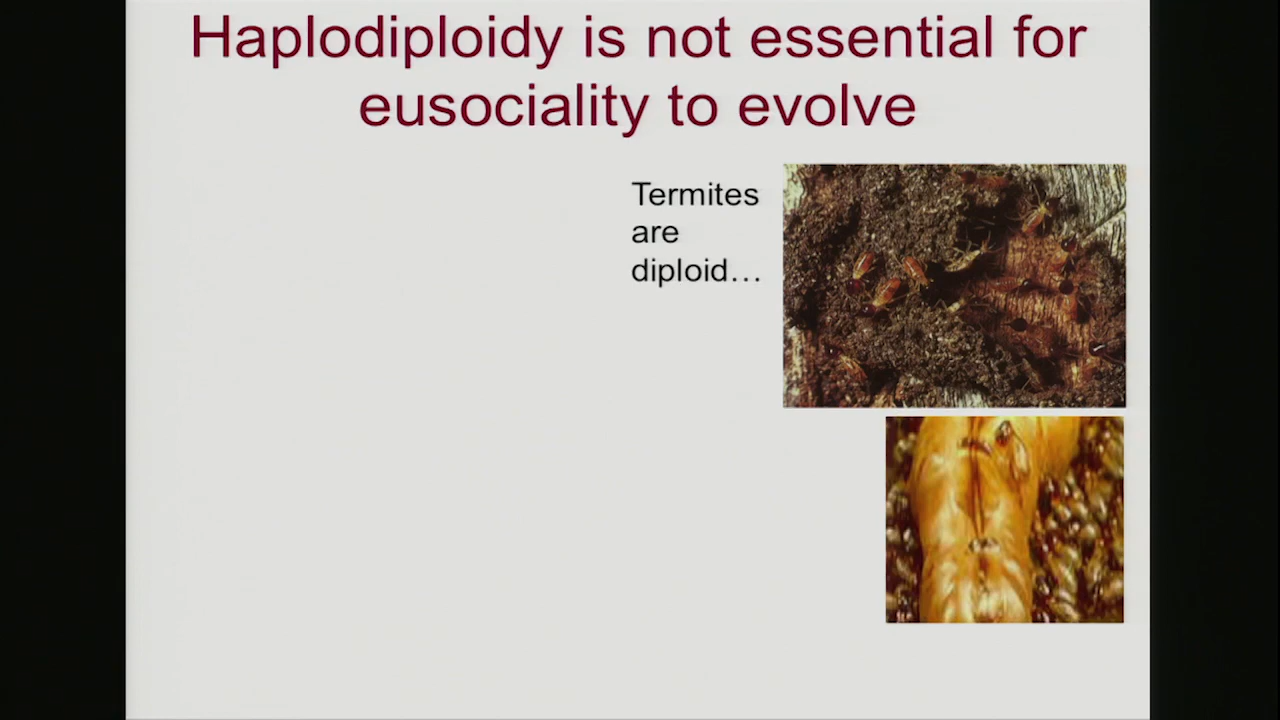 Haplodiploidy is not essential for
eusociality to evolve
Termites
are
diploid…